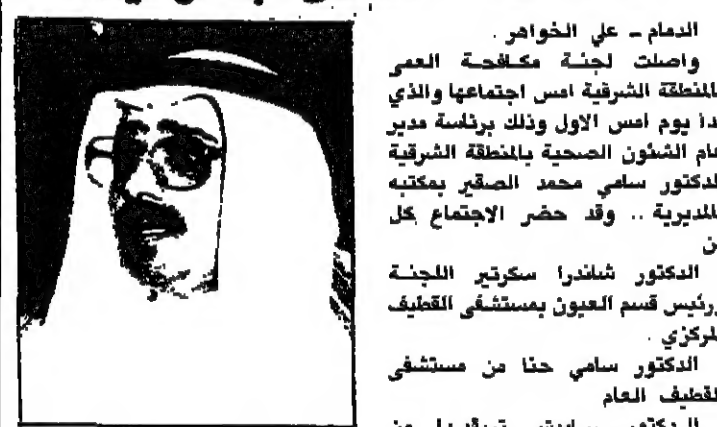 الدمام - علي الخواهر .
واصلت لجنة مكافحة العمى
بالمنطقة الشرقية امس اجتماعها والذي
بدا يوم امس الاول وذلك برئاسة مدير
عام الشئون الصحية بالمنطقة الشرقية
الدكتور سامي محمد الصقير بمكتبه
بالمديرية .. وقد حضر الاجتماع كل
من
الدكتور شاندرا سكرتير اللجنة
ورئيس قسم العيون بمستشفى القطيف
المركزي .
الدكتور سامي حنا من مستشفى
القطيف العام
الدكتور